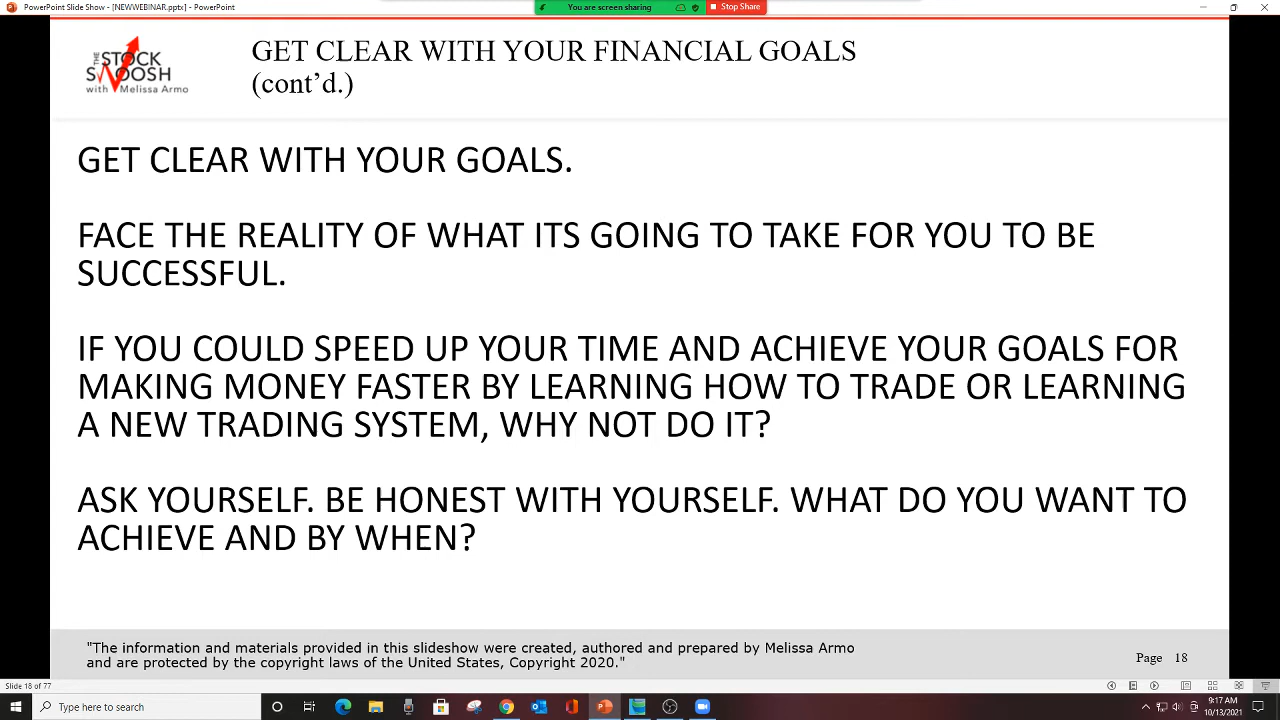 PowerPoint Slide Show - [NEWWEBINAR.pptx] - PowerPoint
You are screen sharing
Stop Share
THE STOCK
SWOOSH
with Melissa Armo
GET CLEAR WITH YOUR FINANCIAL GOALS
(cont’d.)
GET CLEAR WITH YOUR GOALS.
FACE THE REALITY OF WHAT ITS GOING TO TAKE FOR YOU TO BE
SUCCESSFUL.
IF YOU COULD SPEED UP YOUR TIME AND ACHIEVE YOUR GOALS FOR
MAKING MONEY FASTER BY LEARNING HOW TO TRADE OR LEARNING
A NEW TRADING SYSTEM, WHY NOT DO IT?
ASK YOURSELF. BE HONEST WITH YOURSELF. WHAT DO YOU WANT TO
ACHIEVE AND BY WHEN?
"The information and materials provided in this slideshow were created, authored and prepared by Melissa Armo
and are protected by the copyright laws of the United States, Copyright 2020."
Page 18
Slide 18 of 77
Type here to search
9:17 AM
10/13/2021